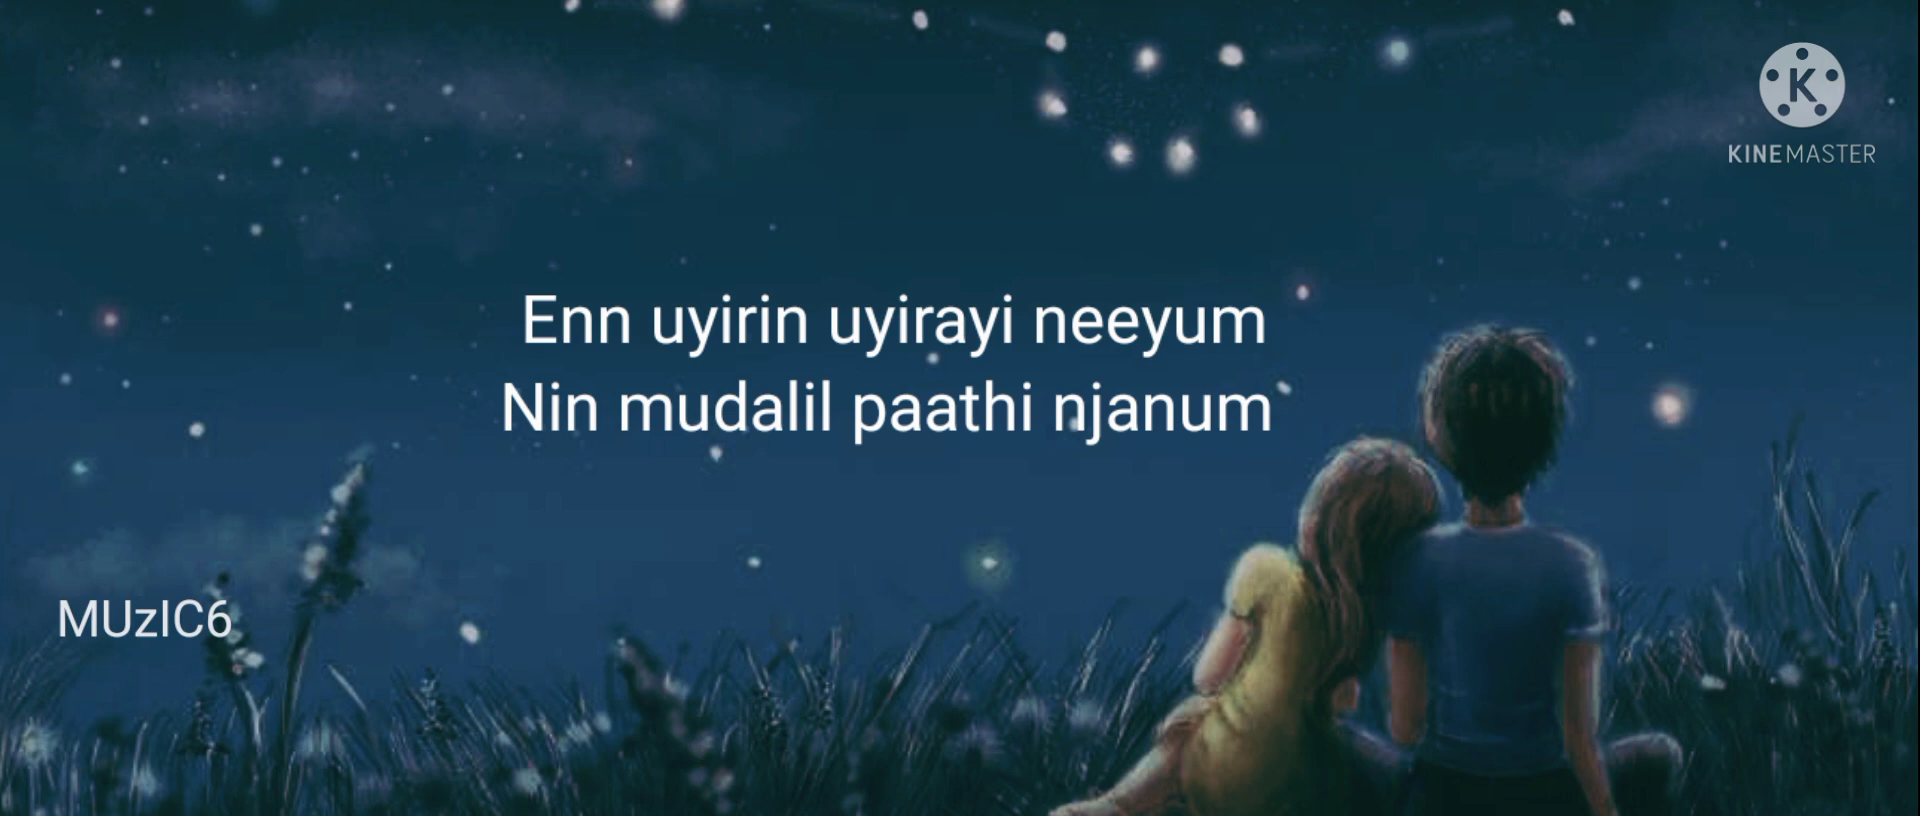 K
KINEMASTER
Enn uyirin uyirayi neeyum
Nin mudalil paathi njanum
MUzIC6